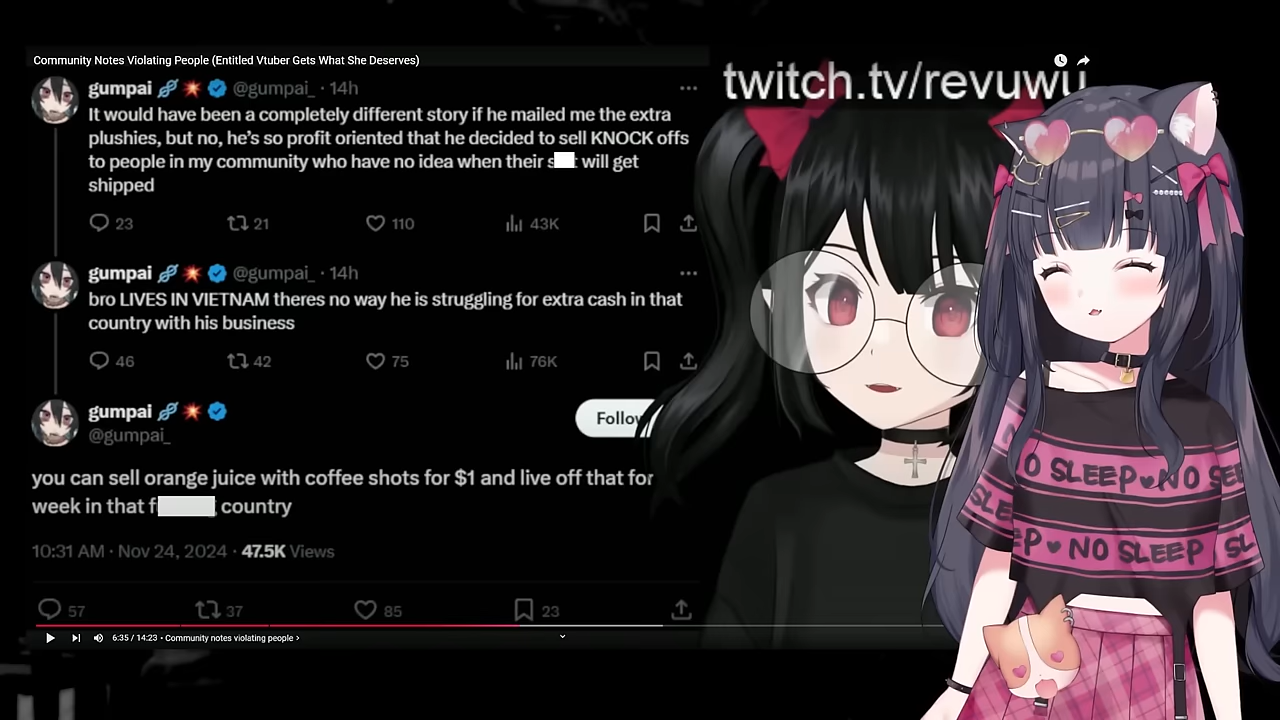 Community Notes Violating People (Entitled Vtuber Gets What She Deserves)
twitch.tv/revuwu
gumpai @gumpai_ · 14h
It would have been a completely different story if he mailed me the extra
plushies, but no, he's so profit oriented that he decided to sell KNOCK offs
to people in my community who have no idea when their s t will get
shipped
23 21 110 43K
gumpai @gumpai_ · 14h
bro LIVES IN VIETNAM theres no way he is struggling for extra cash in that
country with his business
46 42 75 76K
gumpai
@gumpai_
Follow
you can sell orange juice with coffee shots for $1 and live off that for
week in that f country
10:31 AM · Nov 24, 2024 · 47.5K Views
57 37 85 23
6:35 / 14:23 • Community notes violating people ›
O SLEEP NO SEE
SLE
EP NO SLEEP SL